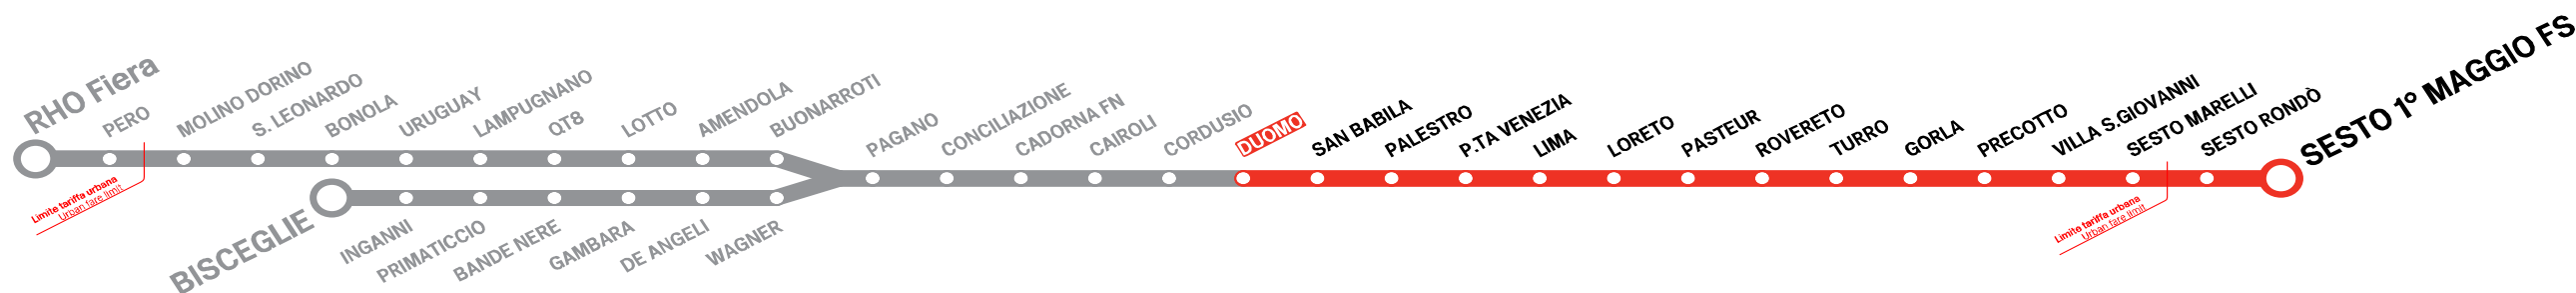 RHO Fiera
PERO
MOLINO DORINO
S. LEONARDO
BONOLA
URUGUAY
LAMPUGNANO
QT8
LOTTO
AMENDOLA
BUONARROTI
PAGANO
CONCILIAZIONE
CADORNA FN
CAIROLI
CORDUSIO
DUOMO
SAN BABILA
PALESTRO
P.TA VENEZIA
LIMA
LORETO
PASTEUR
ROVERETO
TURRO
GORLA
PRECOTTO
VILLA S.GIOVANNI
SESTO MARELLI
SESTO RONDÒ
SESTO 1° MAGGIO FS
Limite tariffa urbana
Urban fare limit
BISCEGLIE
INGANNI
PRIMATICCIO
BANDE NERE
GAMBARA
DE ANGELI
WAGNER
Limite tariffa urbana
Urban fare limit